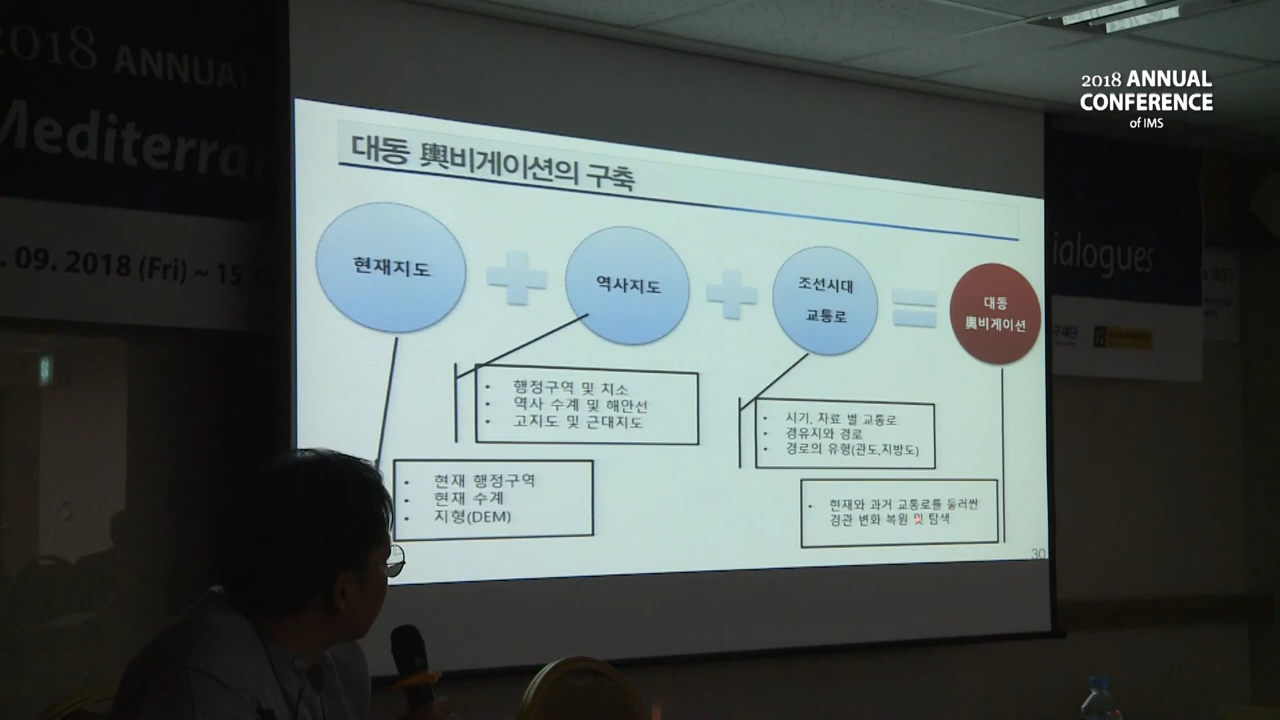 2018 ANNUAL
CONFERENCE
of IMS
2018 ANNUAL
. 09. 2018 (Fri) ~ 15
ialogues
대동 輿비게이션의 구축
현재지도
역사지도
조선시대
교통로
대동
輿비게이션
• 행정구역 및 치소
• 역사 수계 및 해안선
• 고지도 및 근대지도
• 시기, 자료 별 교통로
• 경유지와 경로
• 경로의 유형(관도,지방도)
• 현재 행정구역
• 현재 수계
• 지형(DEM)
• 현재와 과거 교통로를 둘러싼
경관 변화 복원 및 탐색
30